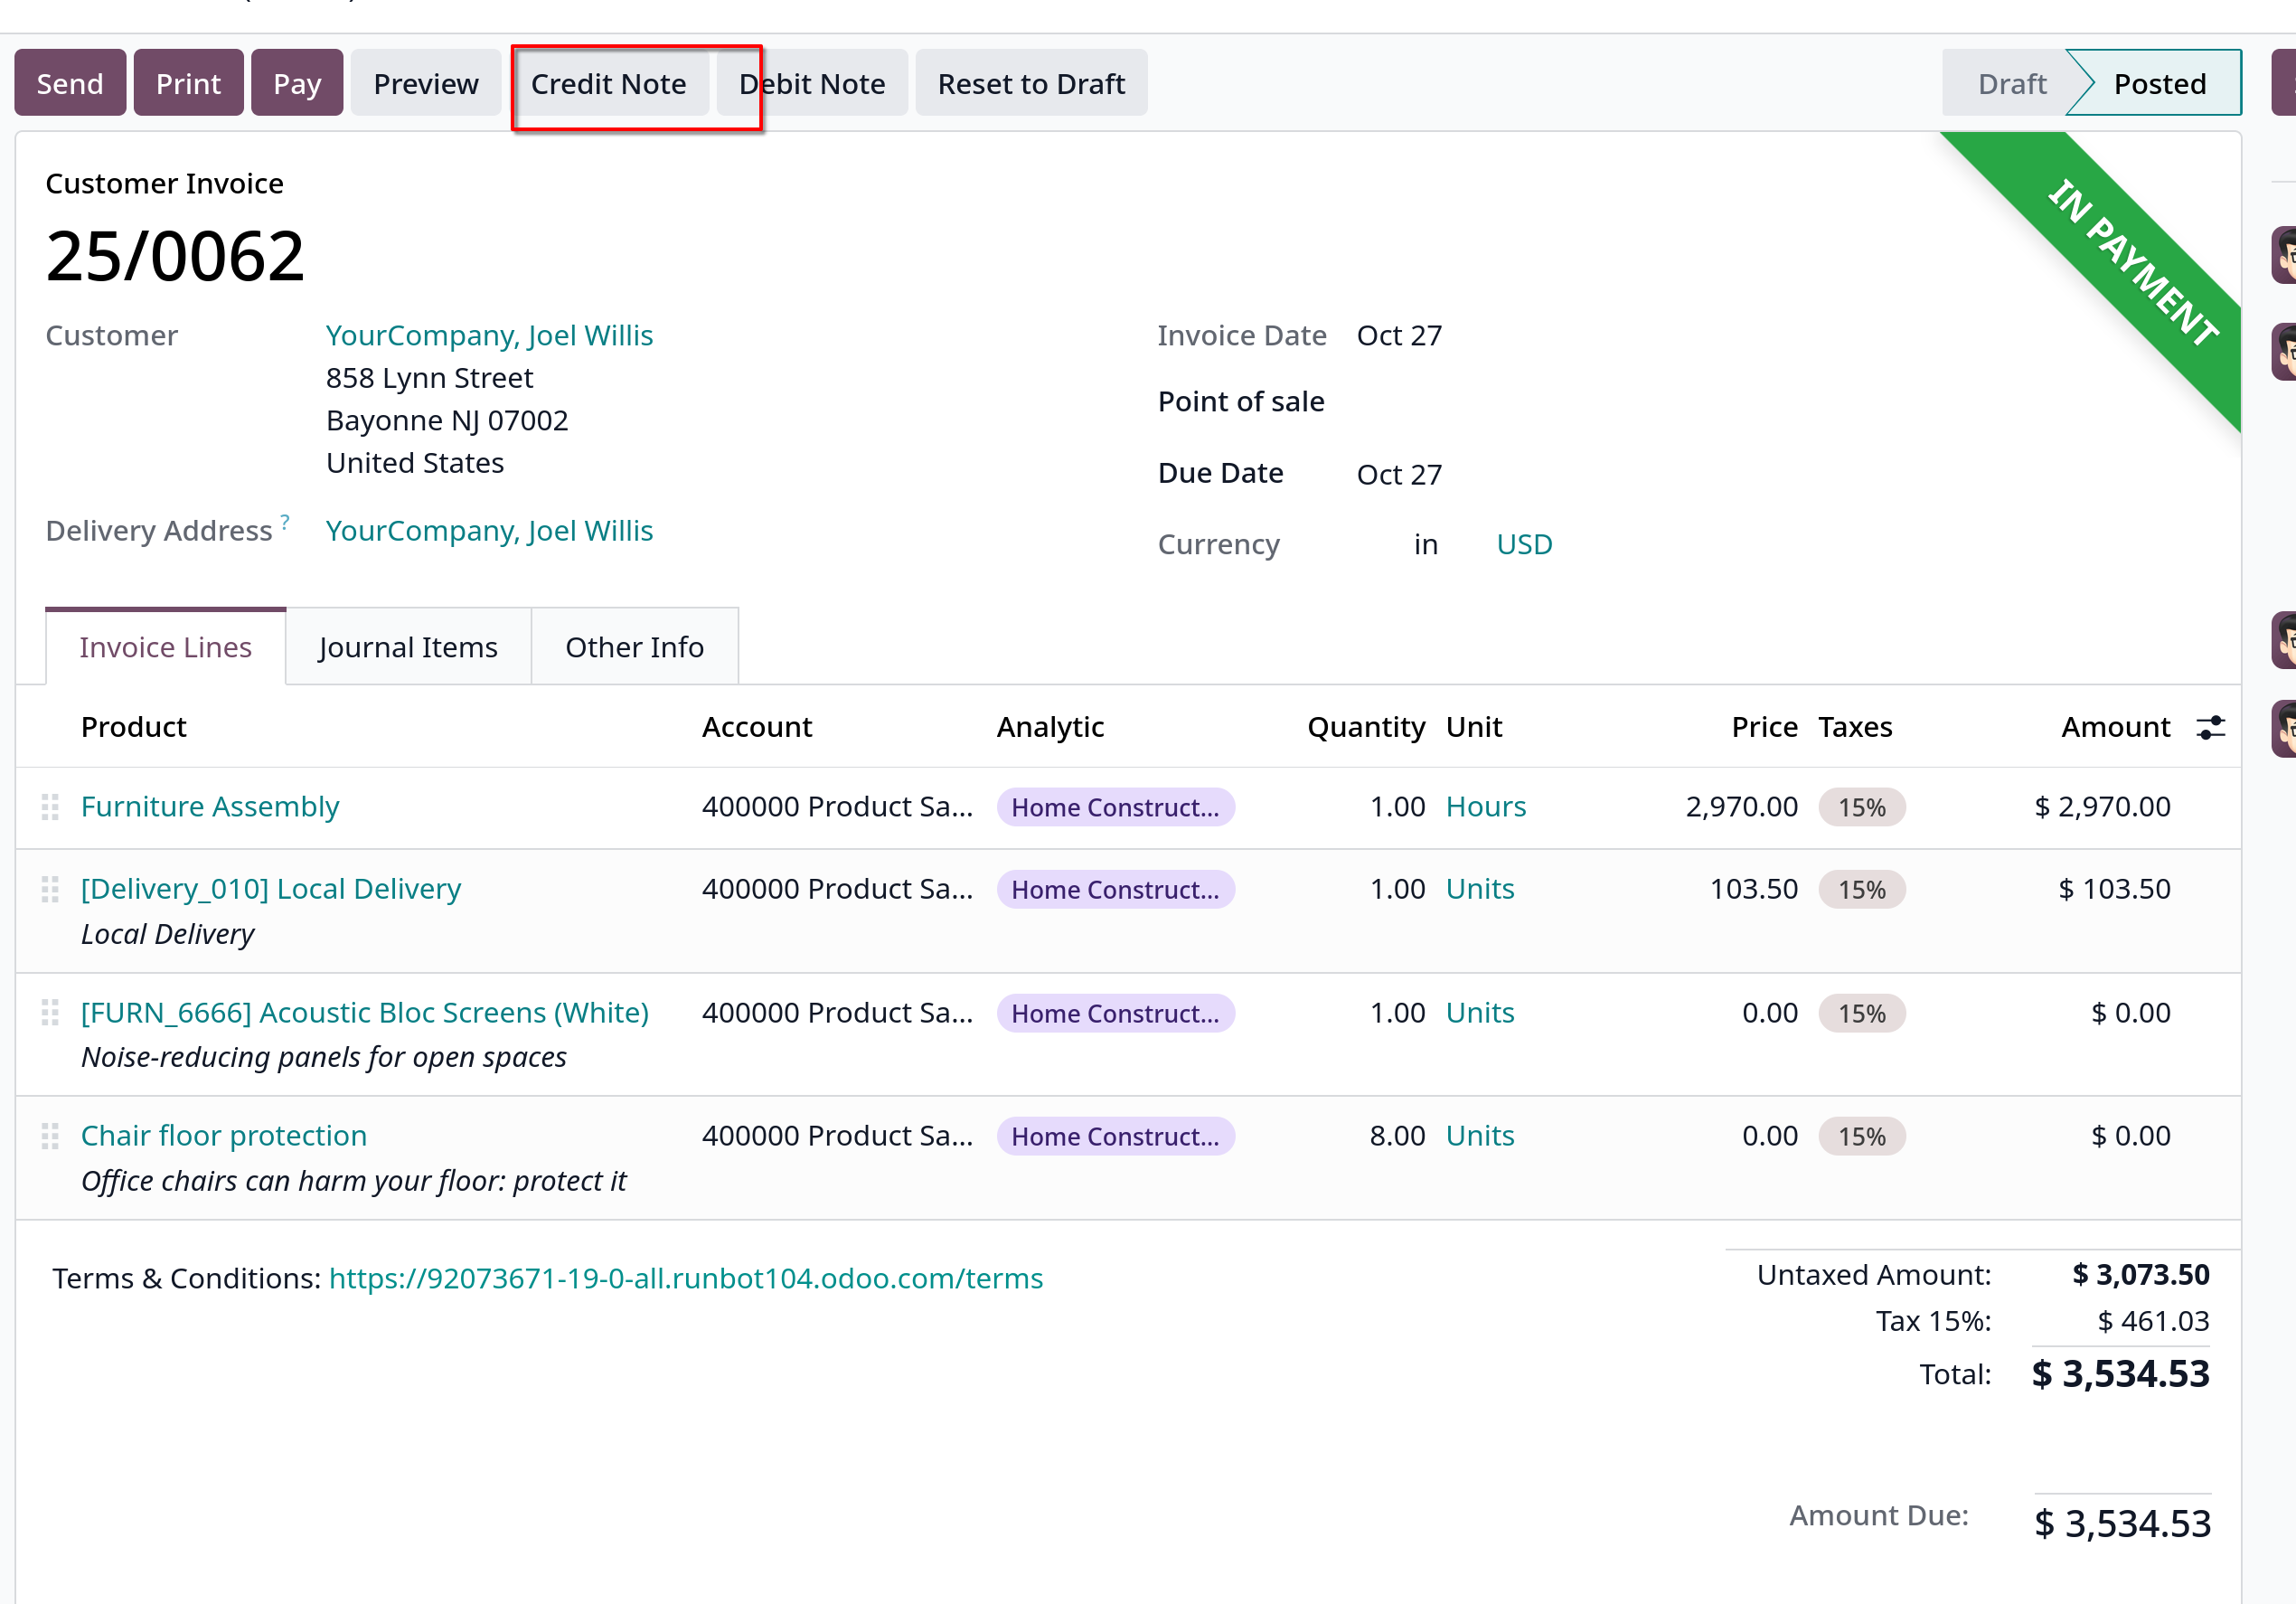 Send Print Pay Preview Credit Note Debit Note Reset to Draft Draft Posted
IN PAYMENT
Customer Invoice
25/0062
Customer YourCompany, Joel Willis Invoice Date Oct 27
858 Lynn Street
Bayonne NJ 07002 Point of sale
United States Due Date Oct 27
Delivery Address ? YourCompany, Joel Willis Currency in USD
Invoice Lines Journal Items Other Info
Product Account Analytic Quantity Unit Price Taxes Amount
Furniture Assembly 400000 Product Sa... Home Construct... 1.00 Hours 2,970.00 15% $ 2,970.00
[Delivery_010] Local Delivery 400000 Product Sa... Home Construct... 1.00 Units 103.50 15% $ 103.50
Local Delivery
[FURN_6666] Acoustic Bloc Screens (White) 400000 Product Sa... Home Construct... 1.00 Units 0.00 15% $ 0.00
Noise-reducing panels for open spaces
Chair floor protection 400000 Product Sa... Home Construct... 8.00 Units 0.00 15% $ 0.00
Office chairs can harm your floor: protect it
Terms & Conditions: https://92073671-19-0-all.runbot104.odoo.com/terms
Untaxed Amount: $ 3,073.50
Tax 15%: $ 461.03
Total: $ 3,534.53
Amount Due: $ 3,534.53